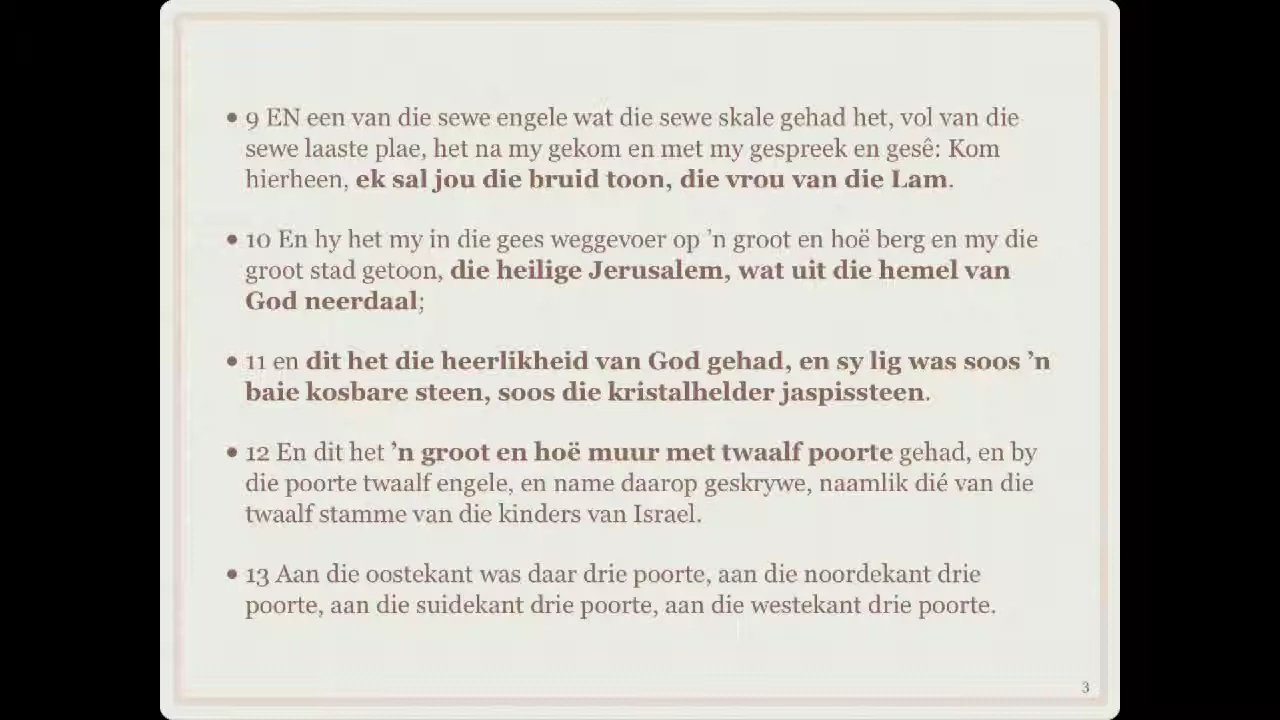 • 9 EN een van die sewe engele wat die sewe skale gehad het, vol van die
sewe laaste plae, het na my gekom en met my gespreek en gesê: Kom
hierheen, ek sal jou die bruid toon, die vrou van die Lam.
• 10 En hy het my in die gees weggevoer op ’n groot en hoë berg en my die
groot stad getoon, die heilige Jerusalem, wat uit die hemel van
God neerdaal;
• 11 en dit het die heerlikheid van God gehad, en sy lig was soos ’n
baie kosbare steen, soos die kristalhelder jaspissteen.
• 12 En dit het ’n groot en hoë muur met twaalf poorte gehad, en by
die poorte twaalf engele, en name daarop geskrywe, naamlik dié van die
twaalf stamme van die kinders van Israel.
• 13 Aan die oostekant was daar drie poorte, aan die noordekant drie
poorte, aan die suidekant drie poorte, aan die westekant drie poorte.
3